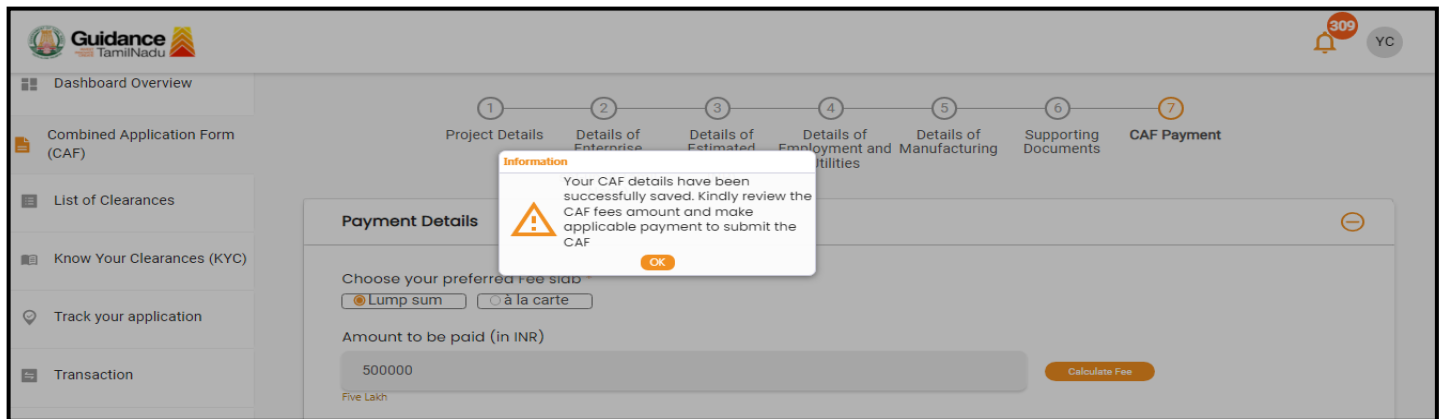 Guidance
TamilNadu
309
YC
Dashboard Overview
Combined Application Form
(CAF)
List of Clearances
Know Your Clearances (KYC)
Track your application
Transaction
1
2
3
4
5
6
7
Project Details
Details of
Enterprise
Details of
Estimated
Details of
Employment and
Utilities
Details of
Manufacturing
Supporting
Documents
CAF Payment
Information
Your CAF details have been
successfully saved. Kindly review the
CAF fees amount and make
applicable payment to submit the
CAF
OK
Payment Details
Choose your preferred Fee slab *
Lump sum
à la carte
Amount to be paid (in INR)
500000
Calculate Fee
Five Lakh